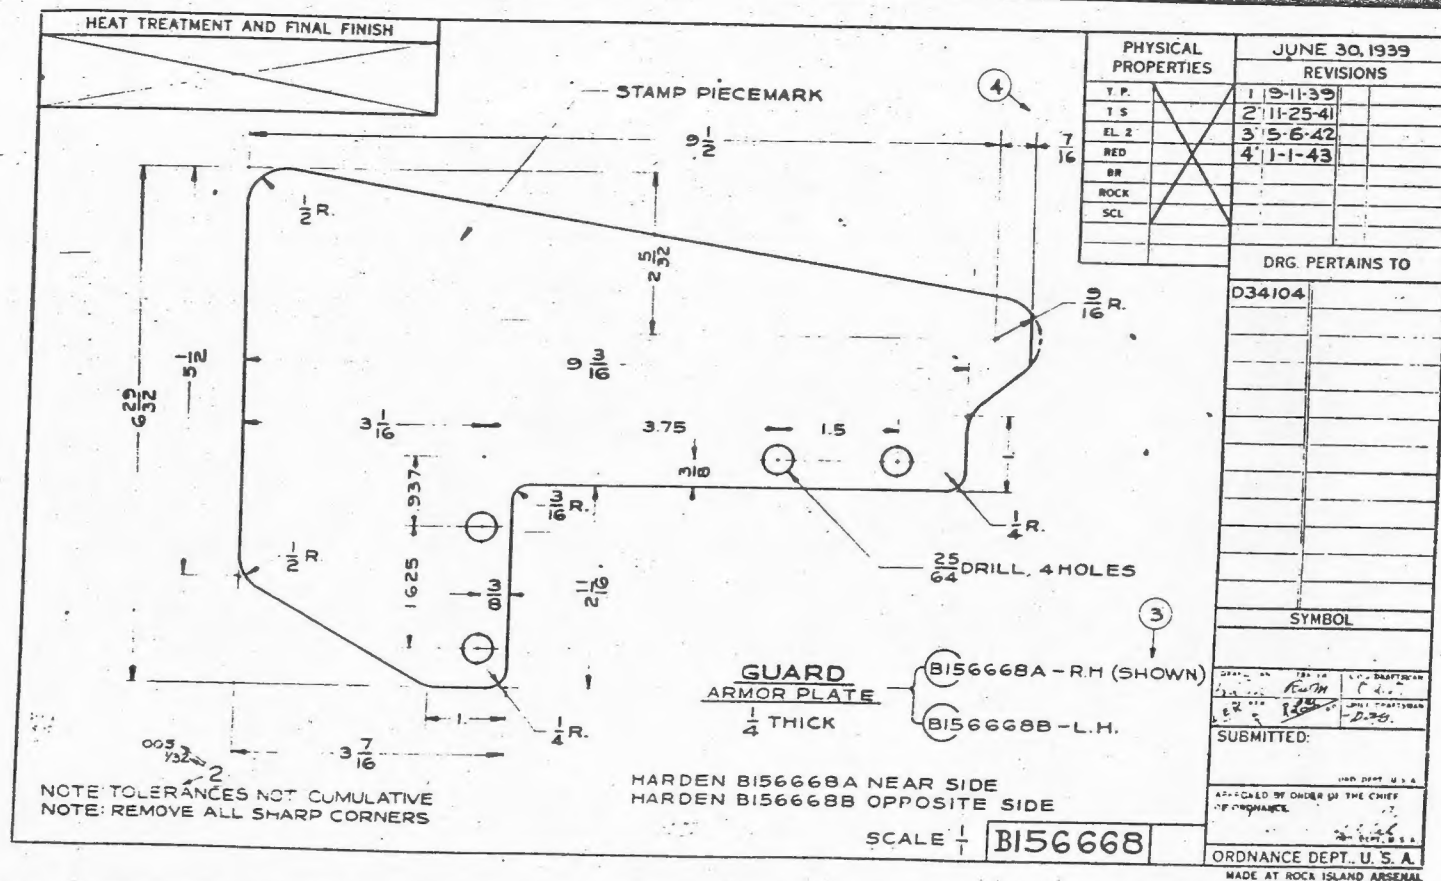 HEAT TREATMENT AND FINAL FINISH
STAMP PIECEMARK
4
PHYSICAL
PROPERTIES
Y. P.
T S
EL. 2
RED
BR
ROCK
SCL
JUNE 30, 1939
REVISIONS
1 9-11-39
2 11-25-41
3 5-6-42
4 1-1-43
DRG. PERTAINS TO
D34104
9 1/2
7/16
1/2 R.
2 5/32
9/16 R.
5 1/2
6 29/32
9 3/16
3 1/16
3.75
1.5
1
3/8
1
.937
3/16 R.
1/4 R.
1/2 R.
1625
3/8
2 11/16
25/64 DRILL, 4 HOLES
3
SYMBOL
GUARD
ARMOR PLATE
1/4 THICK
B156668A - R.H (SHOWN)
B156668B - L.H.
1
1/4 R.
3 7/16
005
1/32
2
NOTE: TOLERANCES NOT CUMULATIVE
NOTE: REMOVE ALL SHARP CORNERS
HARDEN B156668A NEAR SIDE
HARDEN B156668B OPPOSITE SIDE
SCALE 1/1
B156668
SUBMITTED:
ORD DEPT. U.S.A.
APPROVED BY ORDER OF THE CHIEF
OF ORDNANCE
ORDNANCE DEPT., U. S. A.
MADE AT ROCK ISLAND ARSENAL